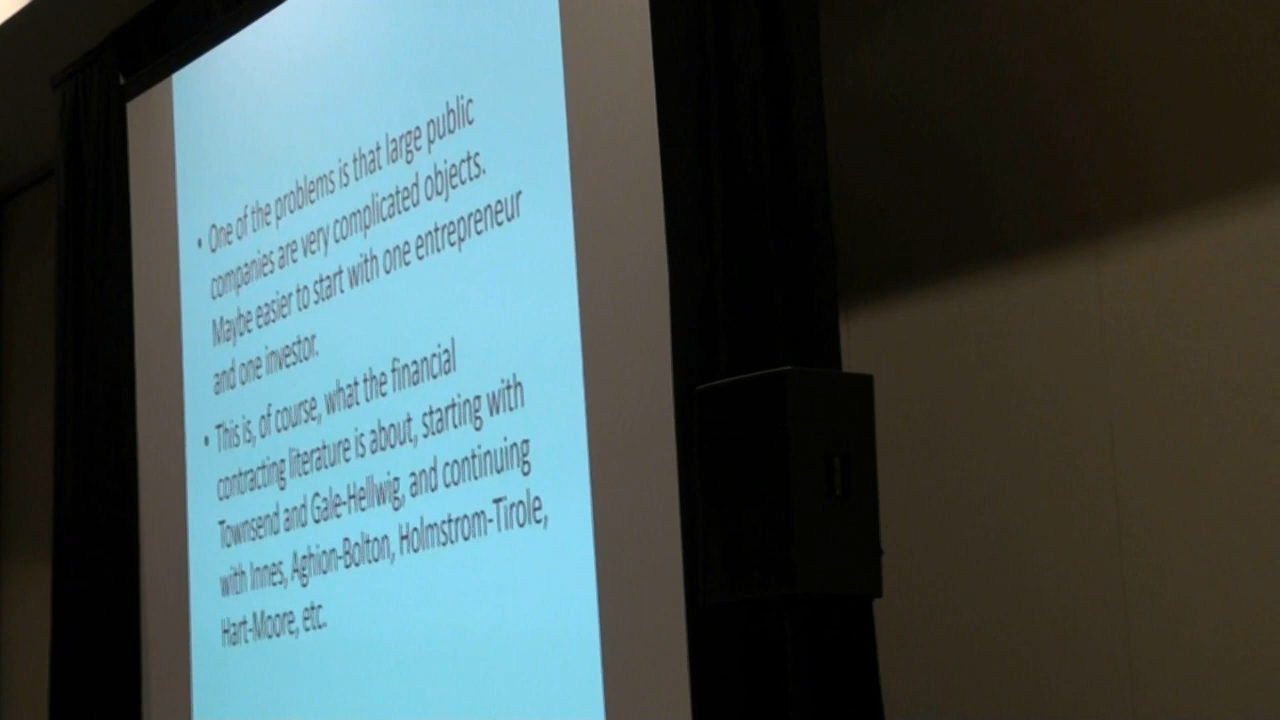 • One of the problems is that large public
companies are very complicated objects.
Maybe easier to start with one entrepreneur
and one investor.
• This is, of course, what the financial
contracting literature is about, starting with
Townsend and Gale-Hellwig, and continuing
with Innes, Aghion-Bolton, Holmstrom-Tirole,
Hart-Moore, etc.